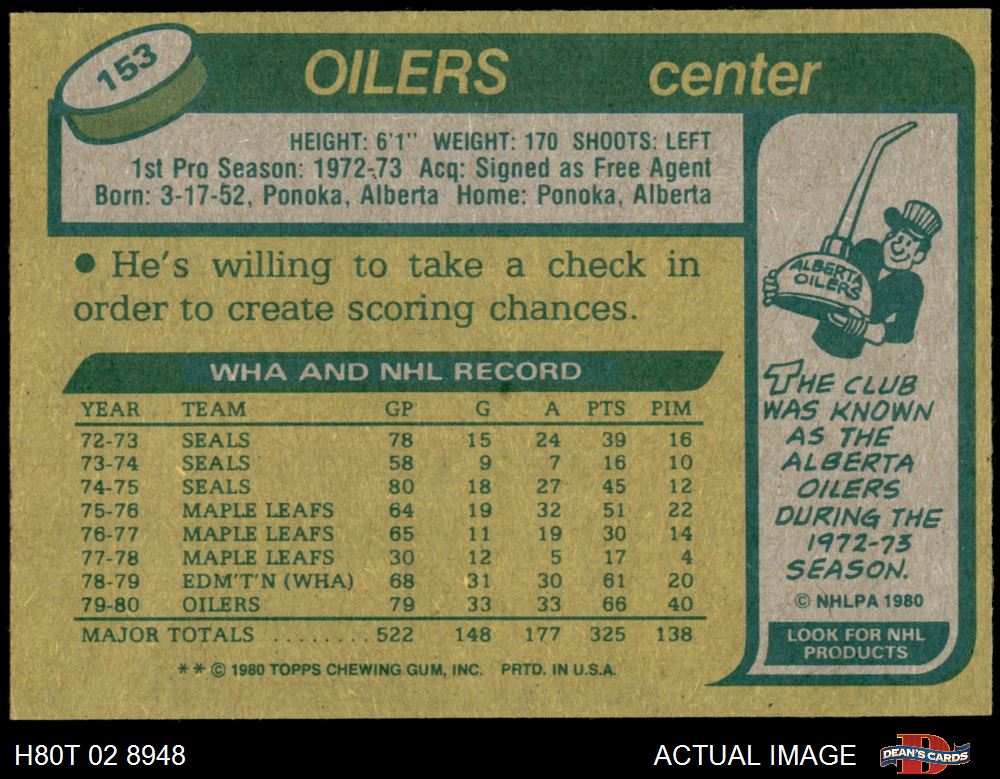 153
OILERS center
HEIGHT: 6'1" WEIGHT: 170 SHOOTS: LEFT
1st Pro Season: 1972-73 Acq: Signed as Free Agent
Born: 3-17-52, Ponoka, Alberta Home: Ponoka, Alberta
• He's willing to take a check in
order to create scoring chances.
WHA AND NHL RECORD
YEAR TEAM GP G A PTS PIM
72-73 SEALS 78 15 24 39 16
73-74 SEALS 58 9 7 16 10
74-75 SEALS 80 18 27 45 12
75-76 MAPLE LEAFS 64 19 32 51 22
76-77 MAPLE LEAFS 65 11 19 30 14
77-78 MAPLE LEAFS 30 12 5 17 4
78-79 EDM'T'N (WHA) 68 31 30 61 20
79-80 OILERS 79 33 33 66 40
MAJOR TOTALS ........ 522 148 177 325 138
** © 1980 TOPPS CHEWING GUM, INC. PRTD. IN U.S.A.
ALBERTA
OILERS
THE CLUB
WAS KNOWN
AS THE
ALBERTA
OILERS
DURING THE
1972-73
SEASON.
© NHLPA 1980
LOOK FOR NHL
PRODUCTS
H80T 02 8948
ACTUAL IMAGE
DEAN'S CARDS